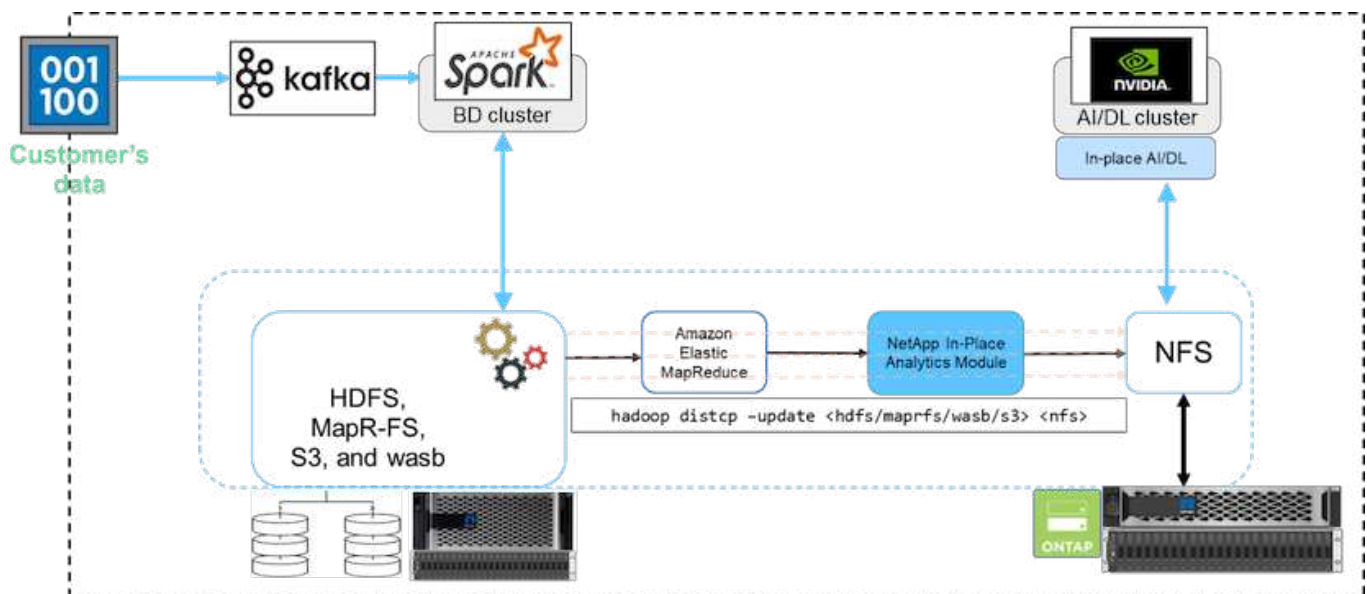 001
100
Customer's
data
kafka
APACHE
Spark
BD cluster
NVIDIA.
AI/DL cluster
In-place AI/DL
HDFS,
MapR-FS,
S3, and wasb
Amazon
Elastic
MapReduce
NetApp In-Place
Analytics Module
NFS
hadoop distcp –update <hdfs/maprfs/wasb/s3> <nfs>
ONTAP